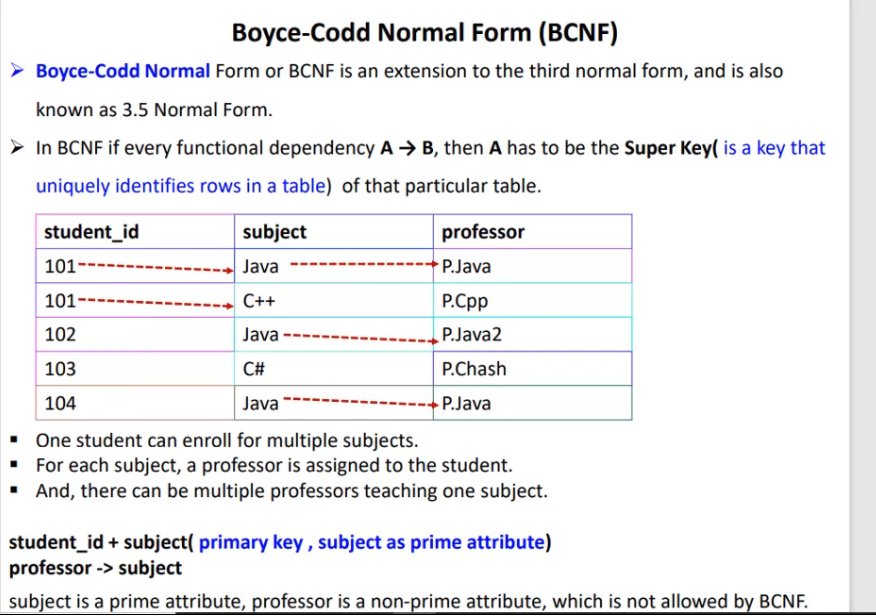 Boyce-Codd Normal Form (BCNF)
➢ Boyce-Codd Normal Form or BCNF is an extension to the third normal form, and is also
known as 3.5 Normal Form.
➢ In BCNF if every functional dependency A → B, then A has to be the Super Key( is a key that
uniquely identifies rows in a table) of that particular table.
student_id subject professor
101 Java P.Java
101 C++ P.Cpp
102 Java P.Java2
103 C# P.Chash
104 Java P.Java
▪ One student can enroll for multiple subjects.
▪ For each subject, a professor is assigned to the student.
▪ And, there can be multiple professors teaching one subject.
student_id + subject( primary key , subject as prime attribute)
professor -> subject
subject is a prime attribute, professor is a non-prime attribute, which is not allowed by BCNF.